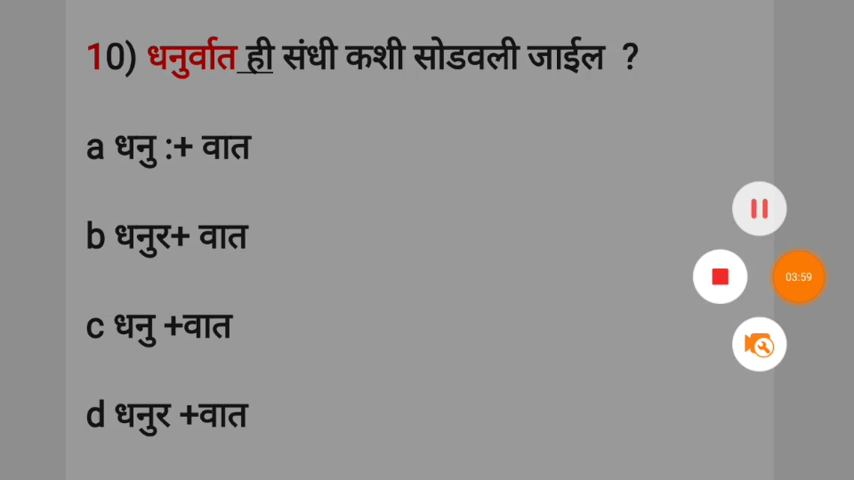 10) धनुर्वात ही संधी कशी सोडवली जाईल ?
a धनु :+ वात
b धनुर+ वात
c धनु +वात
d धनुर +वात
03:59